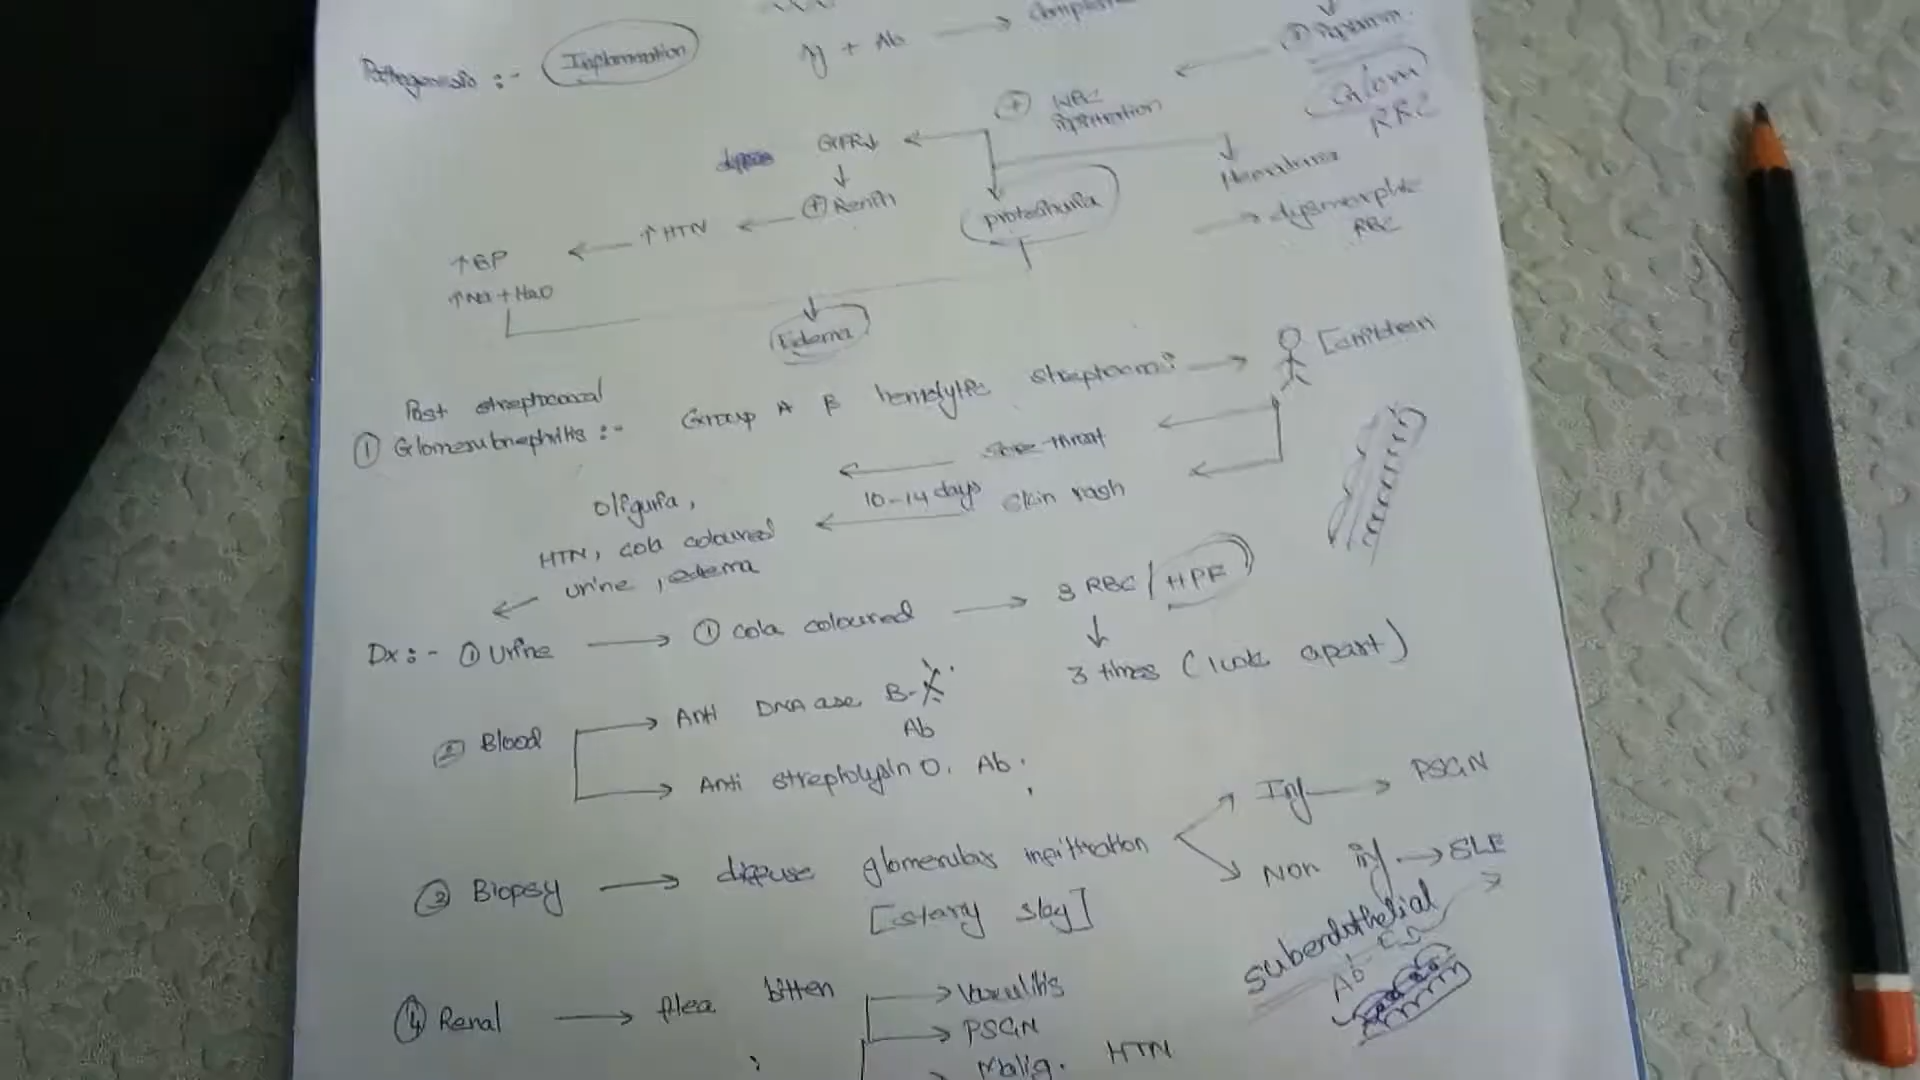 Pathogenesis :- Inflammation
Ig + Ab →
+ WBC infiltration
Glom
RBC
GFR↓ ←
↓
+ Renin
proteinuria
↓
Hematuria
→ dysmorphic
RBC
↑BP ← ↑HTN ←
↑Na + H2O
Edema
Post streptococcal
① Glomerulonephritis :- Group A β hemolytic streptococci → [children
sore throat
10-14 days skin rash
oliguria,
HTN, cola coloured
urine, edema
Dx :- ① Urine → ① cola coloured → 3 RBC/HPF
↓
3 times (1wk apart)
② Blood → Anti DNA ase B-
Ab
→ Anti streptolysin O. Ab.
③ Biopsy → diffuse glomerular infiltration
[starry sky]
Inf → PSGN
Non inf → SLE
subendothelial
Ab
④ Renal → flea bitten → Vasculitis
→ PSGN
→ Malig. HTN